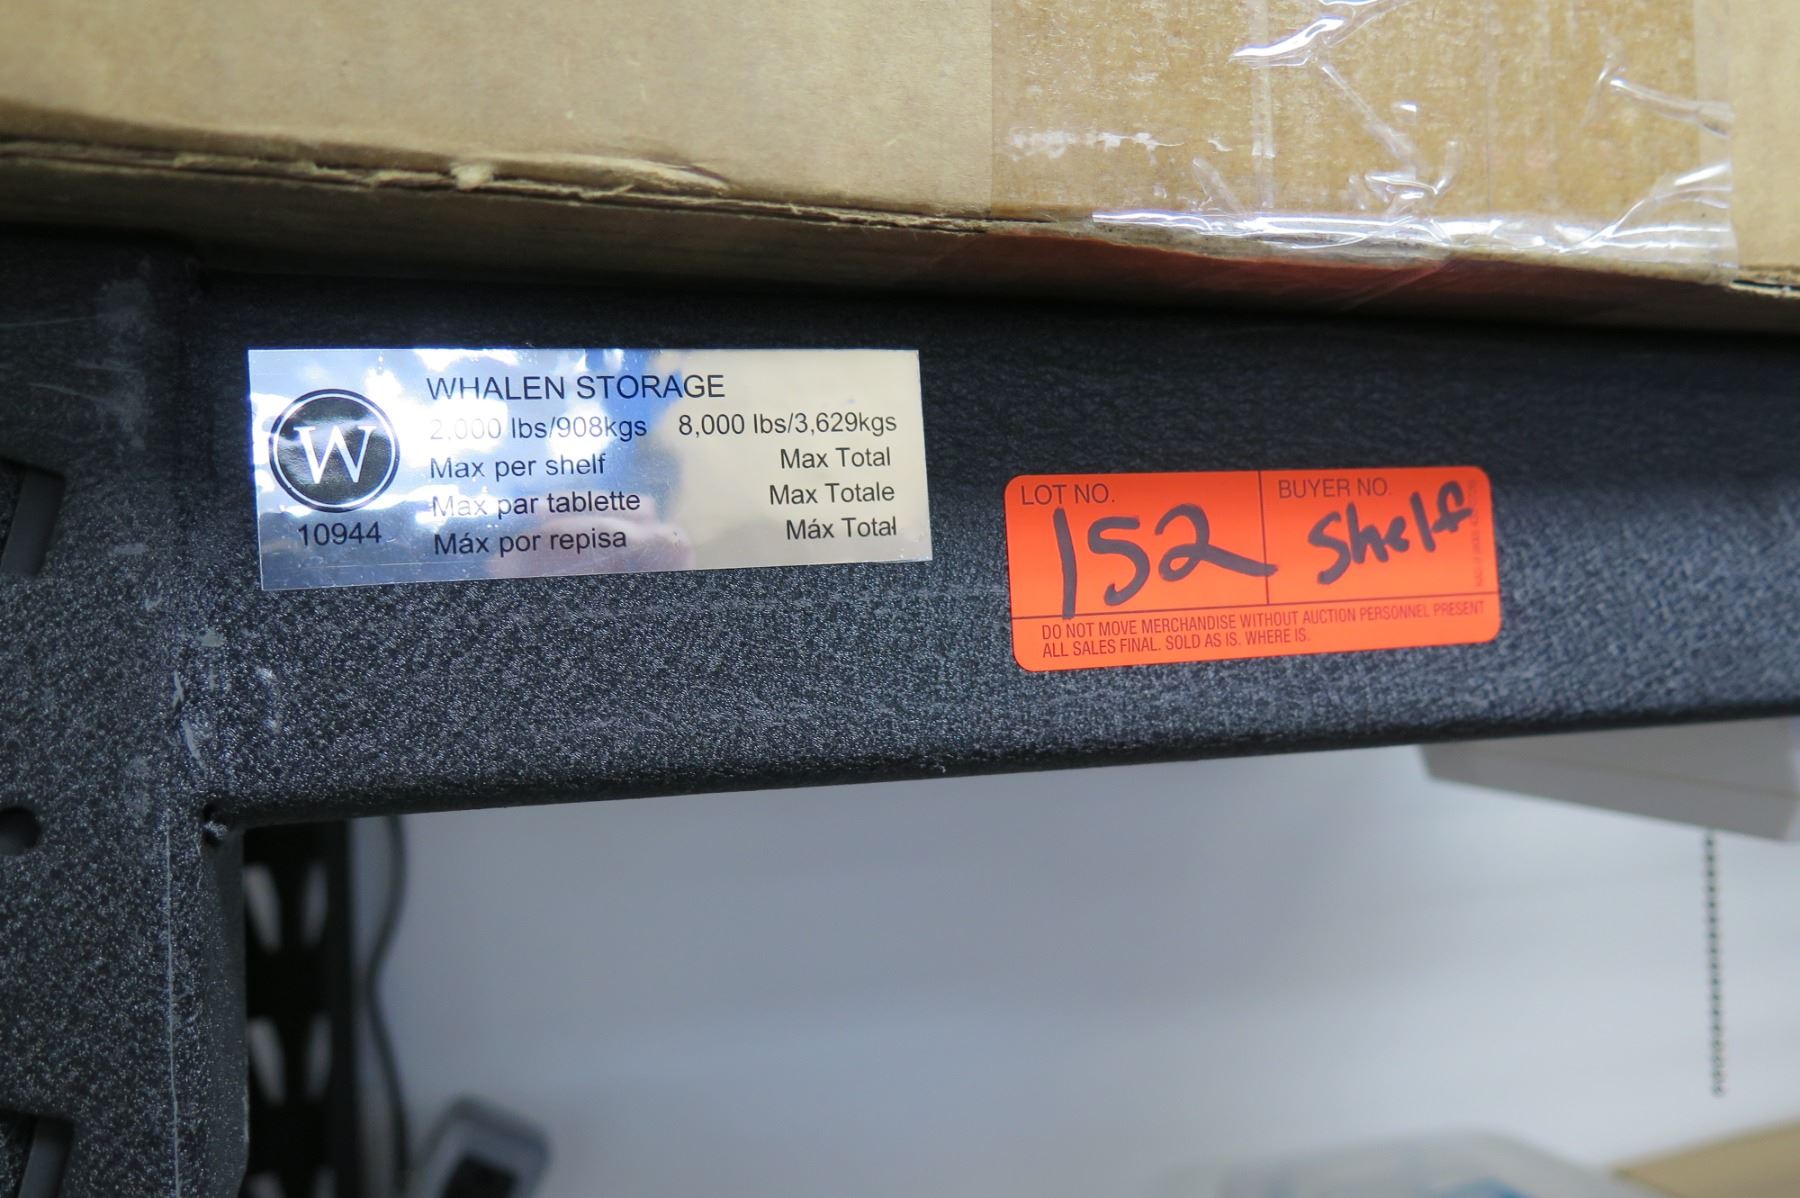 WHALEN STORAGE
W
2,000 lbs/908kgs 8,000 lbs/3,629kgs
Max per shelf Max Total
Max par tablette Max Totale
10944
Máx por repisa Máx Total
LOT NO. BUYER NO.
152 Shelf
DO NOT MOVE MERCHANDISE WITHOUT AUCTION PERSONNEL PRESENT
ALL SALES FINAL. SOLD AS IS. WHERE IS.